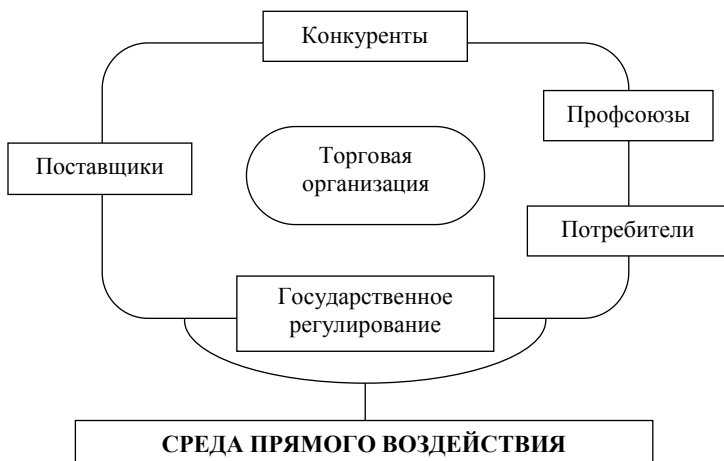 Конкуренты
Профсоюзы
Поставщики
Торговая
организация
Потребители
Государственное
регулирование
СРЕДА ПРЯМОГО ВОЗДЕЙСТВИЯ